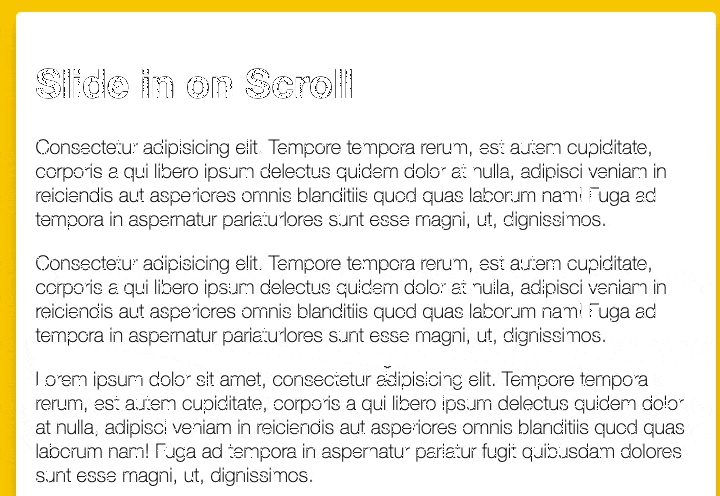 Slide in on Scroll
Consectetur adipisicing elit. Tempore tempora rerum, est autem cupiditate,
corporis a qui libero ipsum delectus quidem dolor at nulla, adipisci veniam in
reiciendis aut asperiores omnis blanditiis quod quas laborum nam! Fuga ad
tempora in aspernatur pariaturlores sunt esse magni, ut, dignissimos.
Consectetur adipisicing elit. Tempore tempora rerum, est autem cupiditate,
corporis a qui libero ipsum delectus quidem dolor at nulla, adipisci veniam in
reiciendis aut asperiores omnis blanditiis quod quas laborum nam! Fuga ad
tempora in aspernatur pariaturlores sunt esse magni, ut, dignissimos.
Lorem ipsum dolor sit amet, consectetur adipisicing elit. Tempore tempora
rerum, est autem cupiditate, corporis a qui libero ipsum delectus quidem dolor
at nulla, adipisci veniam in reiciendis aut asperiores omnis blanditiis quod quas
laborum nam! Fuga ad tempora in aspernatur pariatur fugit quibusdam dolores
sunt esse magni, ut, dignissimos.